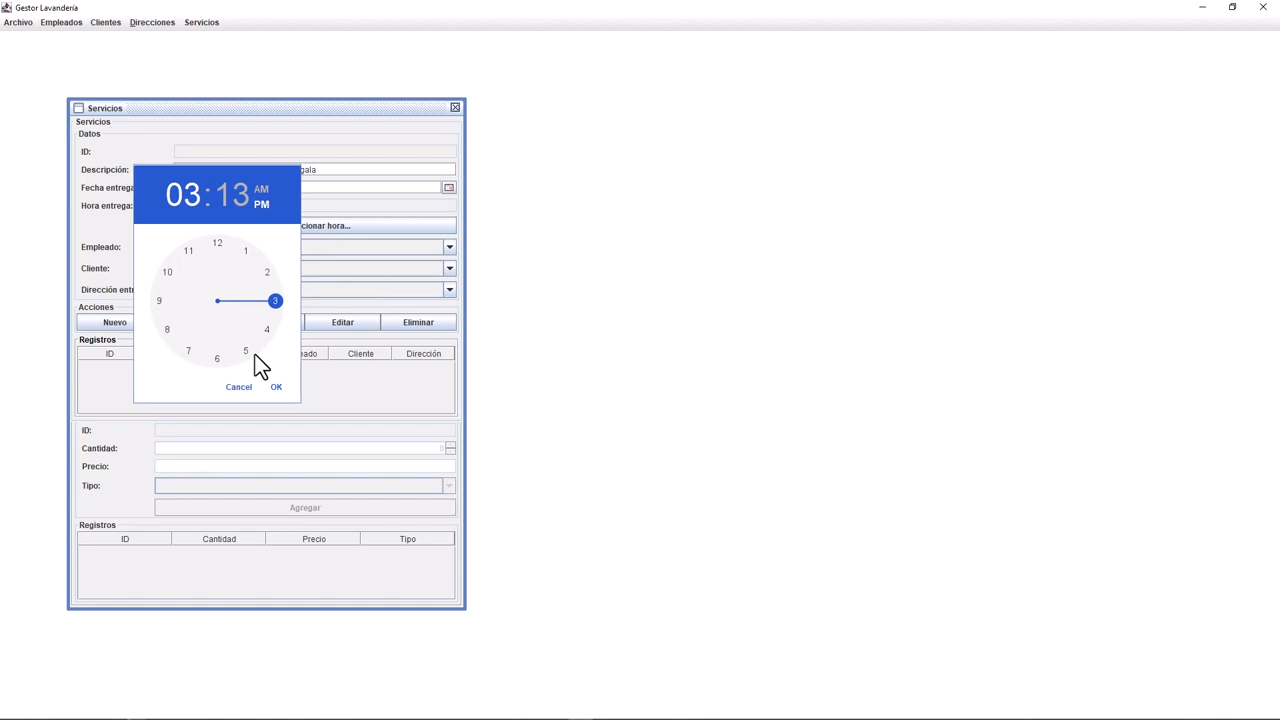 Gestor Lavandería
Archivo Empleados Clientes Direcciones Servicios
Servicios
Servicios
Datos
ID:
Descripción: gala
Fecha entrega
Hora entrega:
cionar hora...
Empleado:
Cliente:
Dirección entr
03:13 AM PM
12
11 1
10 2
9 3
8 4
7 5
6
Cancel OK
Acciones
Nuevo Editar Eliminar
Registros
ID eado Cliente Dirección
ID:
Cantidad: 0
Precio:
Tipo:
Agregar
Registros
ID Cantidad Precio Tipo